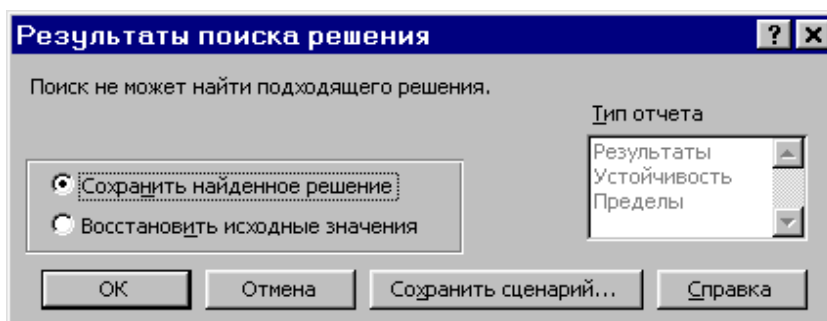 Результаты поиска решения
Поиск не может найти подходящего решения.
Тип отчета
Результаты
Устойчивость
Пределы
Сохранить найденное решение
Восстановить исходные значения
OK
Отмена
Сохранить сценарий...
Справка